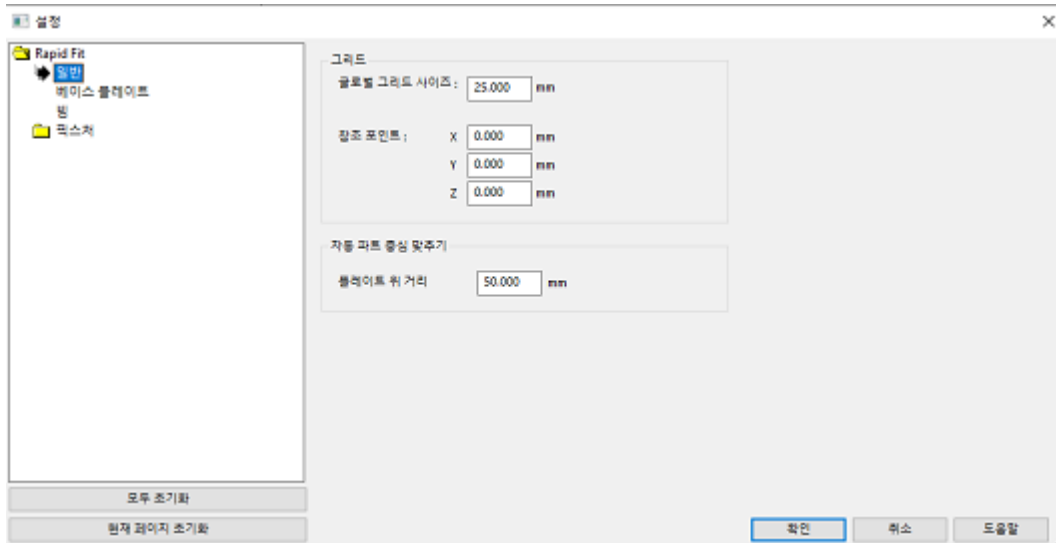 설정
Rapid Fit
일반
베이스 플레이트
빔
픽스처
모두 초기화
현재 페이지 초기화
그리드
글로벌 그리드 사이즈 : 25.000 mm
참조 포인트 : X 0.000 mm
Y 0.000 mm
Z 0.000 mm
자동 파트 중심 맞추기
플레이트 위 거리 50.000 mm
확인 취소 도움말